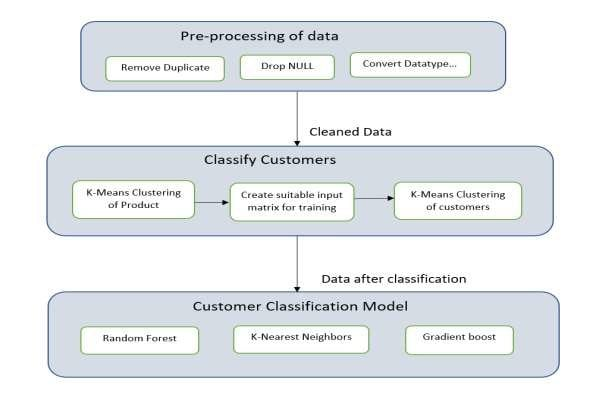 Pre-processing of data
Remove Duplicate
Drop NULL
Convert Datatype...
Cleaned Data
Classify Customers
K-Means Clustering
of Product
Create suitable input
matrix for training
K-Means Clustering
of customers
Data after classification
Customer Classification Model
Random Forest
K-Nearest Neighbors
Gradient boost